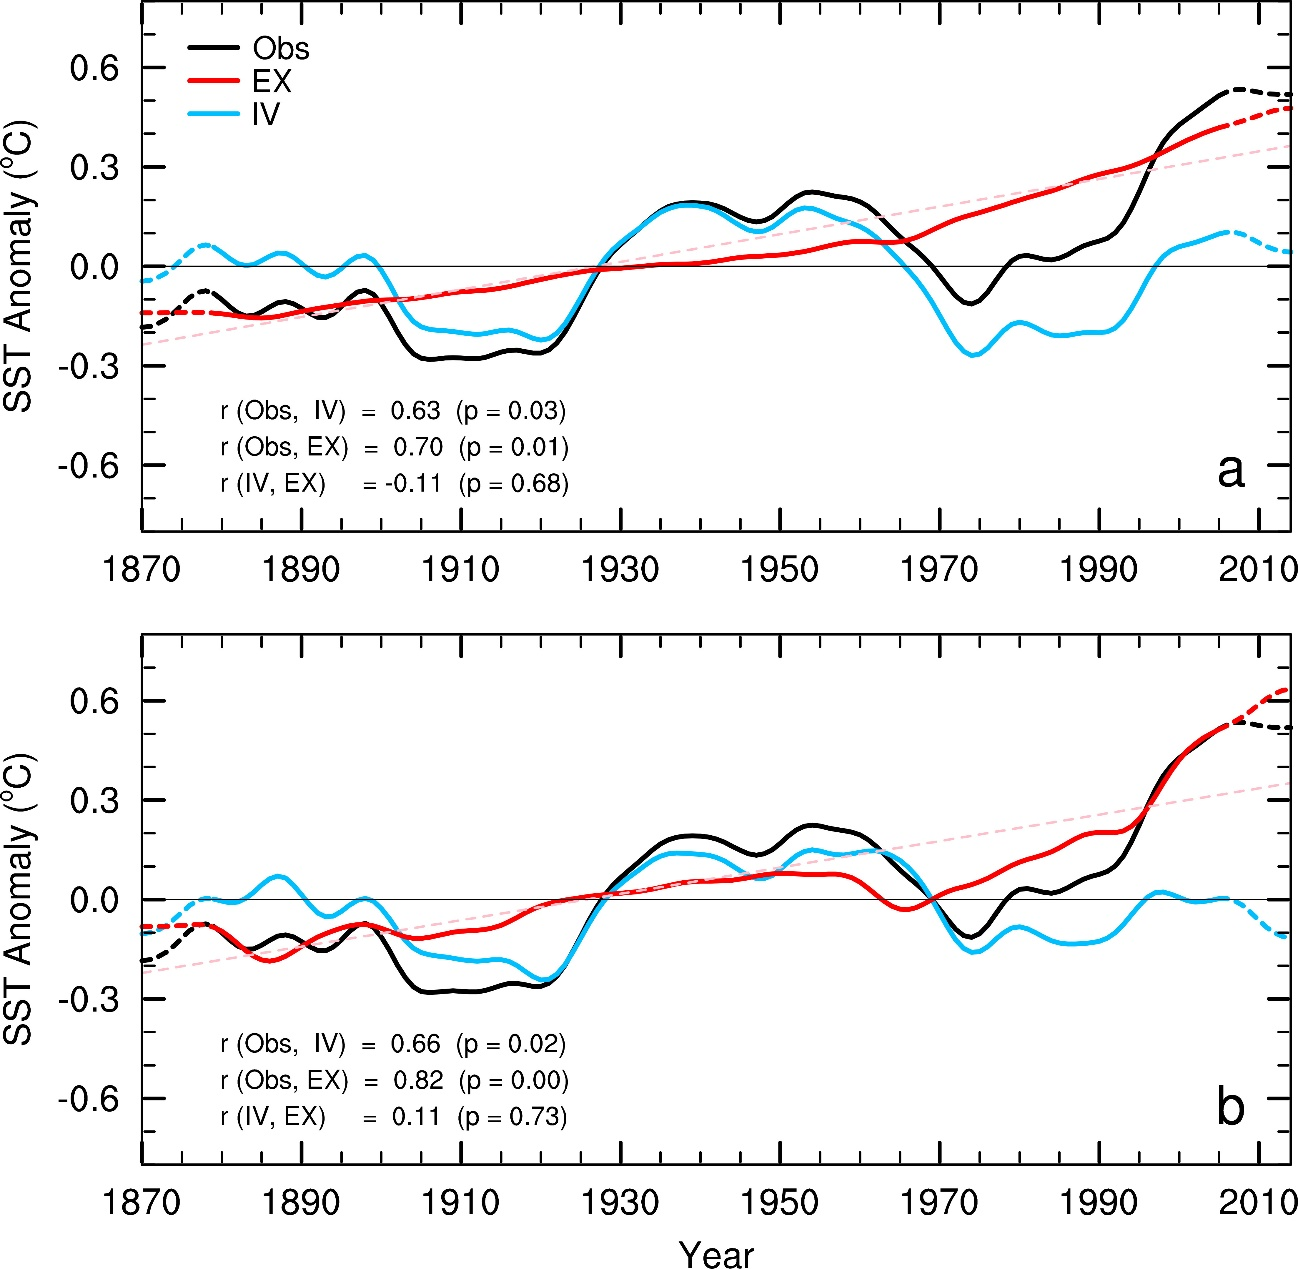 Obs
EX
IV
0.6
0.3
0.0
-0.3
-0.6
SST Anomaly (°C)
r (Obs, IV) = 0.63 (p = 0.03)
r (Obs, EX) = 0.70 (p = 0.01)
r (IV, EX) = -0.11 (p = 0.68)
a
1870 1890 1910 1930 1950 1970 1990 2010
0.6
0.3
0.0
-0.3
-0.6
SST Anomaly (°C)
r (Obs, IV) = 0.66 (p = 0.02)
r (Obs, EX) = 0.82 (p = 0.00)
r (IV, EX) = 0.11 (p = 0.73)
b
1870 1890 1910 1930 1950 1970 1990 2010
Year